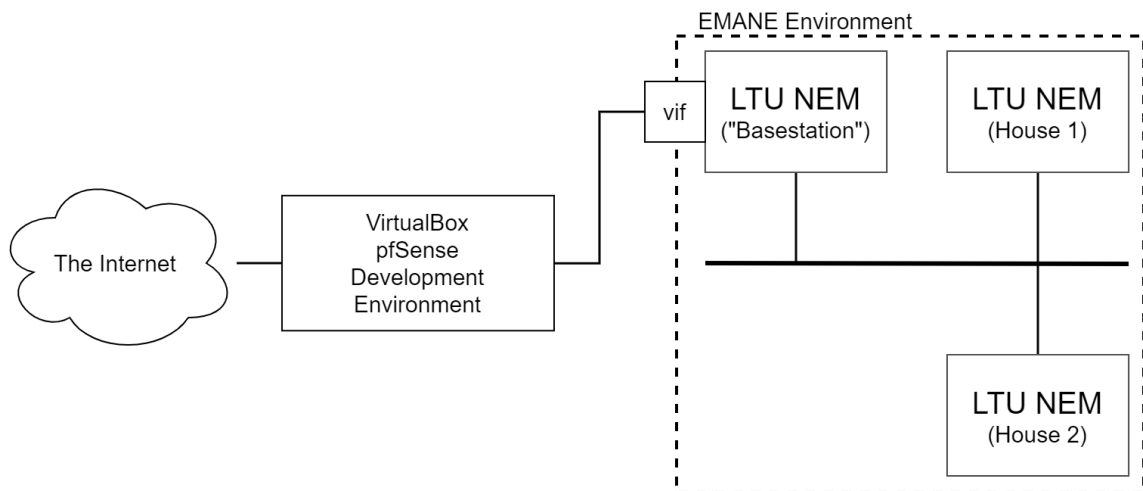 EMANE Environment
LTU NEM
("Basestation")
vif
LTU NEM
(House 1)
The Internet
VirtualBox
pfSense
Development
Environment
LTU NEM
(House 2)